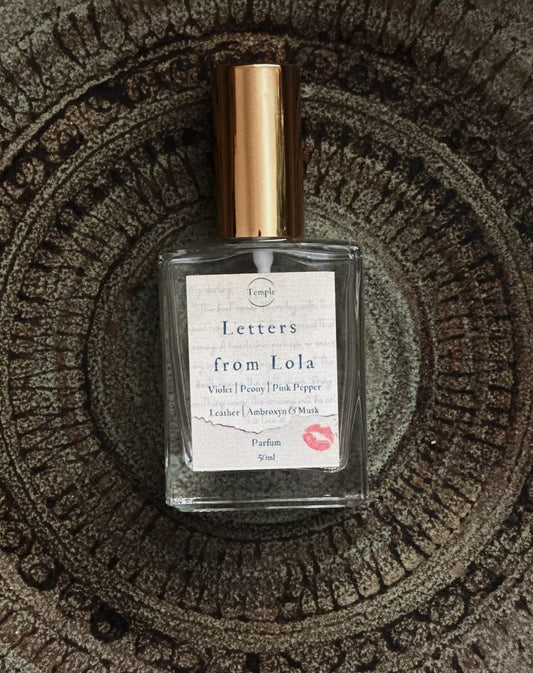 Temple
Letters
from Lola
Violet | Peony | Pink Pepper
Leather | Ambroxyn & Musk
Parfum
50ml